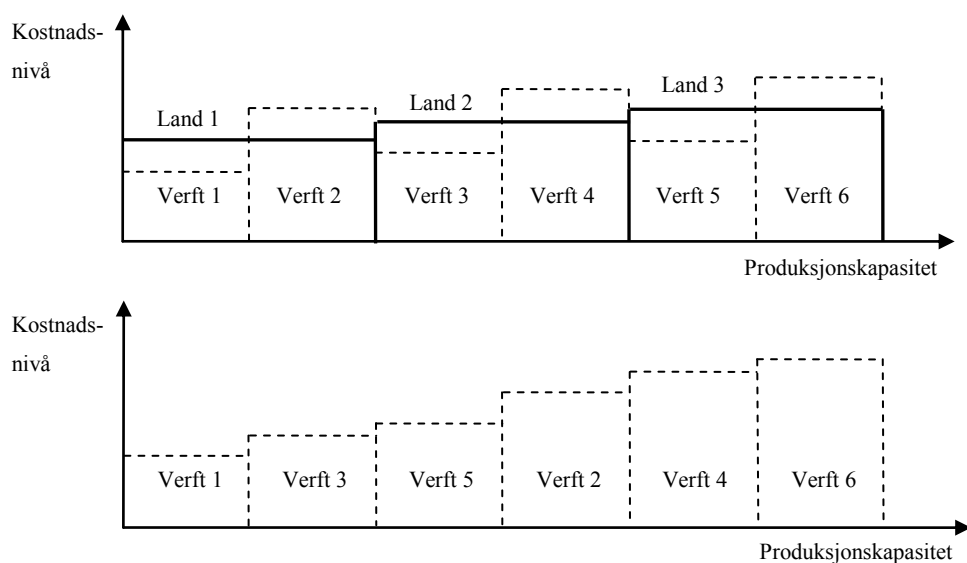 Kostnads-
nivå
Land 1
Land 2
Land 3
Verft 1
Verft 2
Verft 3
Verft 4
Verft 5
Verft 6
Produksjonskapasitet
Kostnads-
nivå
Verft 1
Verft 3
Verft 5
Verft 2
Verft 4
Verft 6
Produksjonskapasitet